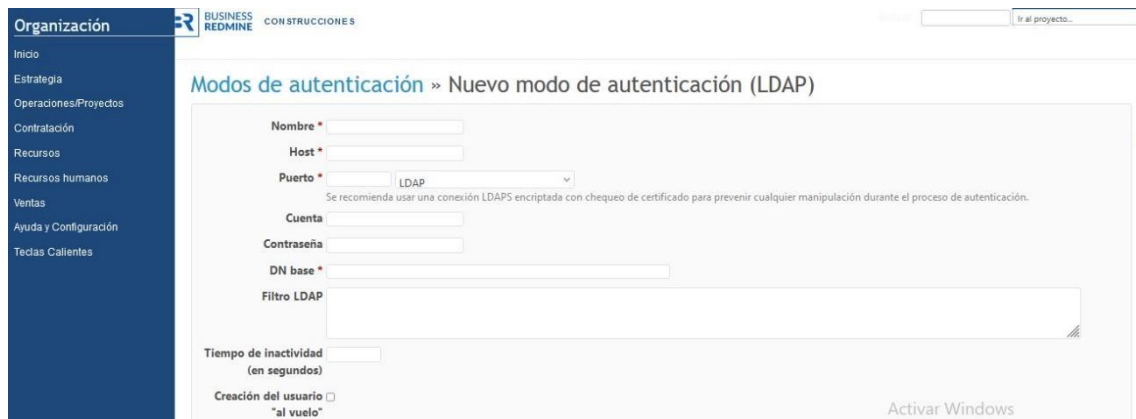 Organización
Inicio
Estrategia
Operaciones/Proyectos
Contratación
Recursos
Recursos humanos
Ventas
Ayuda y Configuración
Teclas Calientes
BR BUSINESS REDMINE CONSTRUCCIONES
Ir al proyecto...
Modos de autenticación » Nuevo modo de autenticación (LDAP)
Nombre *
Host *
Puerto * LDAP
Se recomienda usar una conexión LDAPS encriptada con chequeo de certificado para prevenir cualquier manipulación durante el proceso de autenticación.
Cuenta
Contraseña
DN base *
Filtro LDAP
Tiempo de inactividad
(en segundos)
Creación del usuario
"al vuelo"
Activar Windows